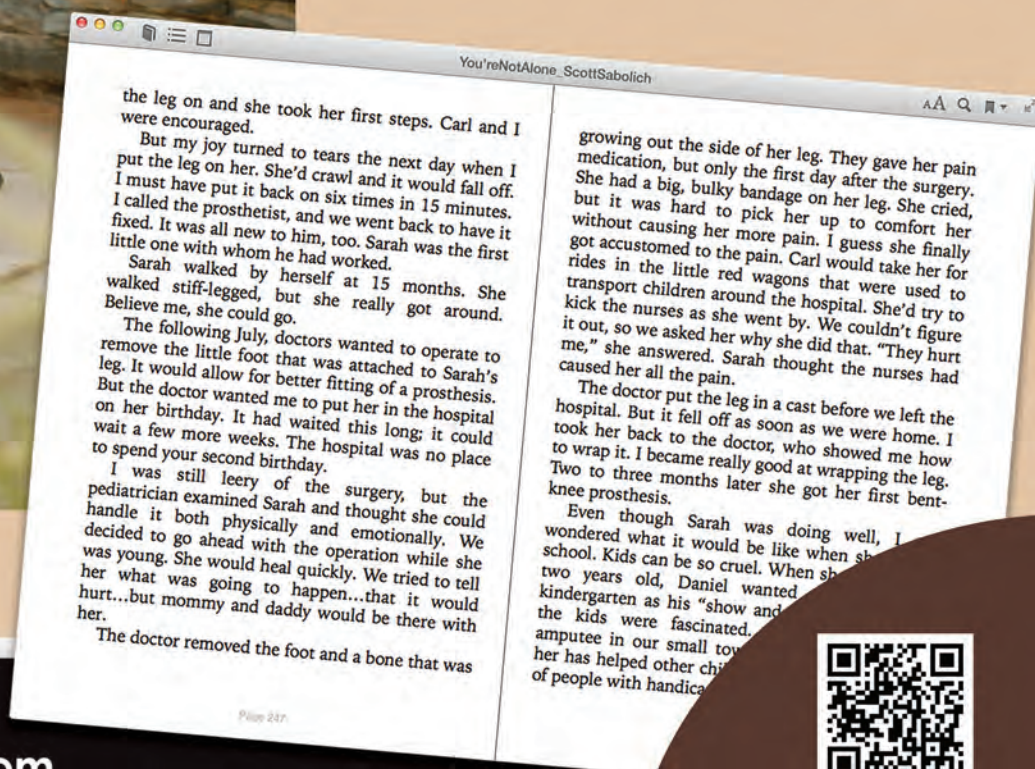 You'reNotAlone_ScottSabolich
AA
the leg on and she took her first steps. Carl and I
were encouraged.
But my joy turned to tears the next day when I
put the leg on her. She'd crawl and it would fall off.
I must have put it back on six times in 15 minutes.
I called the prosthetist, and we went back to have it
fixed. It was all new to him, too. Sarah was the first
little one with whom he had worked.
Sarah walked by herself at 15 months. She
walked stiff-legged, but she really got around.
Believe me, she could go.
The following July, doctors wanted to operate to
remove the little foot that was attached to Sarah's
leg. It would allow for better fitting of a prosthesis.
But the doctor wanted me to put her in the hospital
on her birthday. It had waited this long; it could
wait a few more weeks. The hospital was no place
to spend your second birthday.
I was still leery of the surgery, but the
pediatrician examined Sarah and thought she could
handle it both physically and emotionally. We
decided to go ahead with the operation while she
was young. She would heal quickly. We tried to tell
her what was going to happen...that it would
hurt...but mommy and daddy would be there with
her.
The doctor removed the foot and a bone that was
Page 247
growing out the side of her leg. They gave her pain
medication, but only the first day after the surgery.
She had a big, bulky bandage on her leg. She cried,
but it was hard to pick her up to comfort her
without causing her more pain. I guess she finally
got accustomed to the pain. Carl would take her for
rides in the little red wagons that were used to
transport children around the hospital. She'd try to
kick the nurses as she went by. We couldn't figure
it out, so we asked her why she did that. "They hurt
me," she answered. Sarah thought the nurses had
caused her all the pain.
The doctor put the leg in a cast before we left the
hospital. But it fell off as soon as we were home. I
took her back to the doctor, who showed me how
to wrap it. I became really good at wrapping the leg.
Two to three months later she got her first bent-
knee prosthesis.
Even though Sarah was doing well, I
wondered what it would be like when
school. Kids can be so cruel. When
two years old, Daniel wanted
kindergarten as his "show and
the kids were fascinated.
amputee in our small
her has helped other
of people with
om